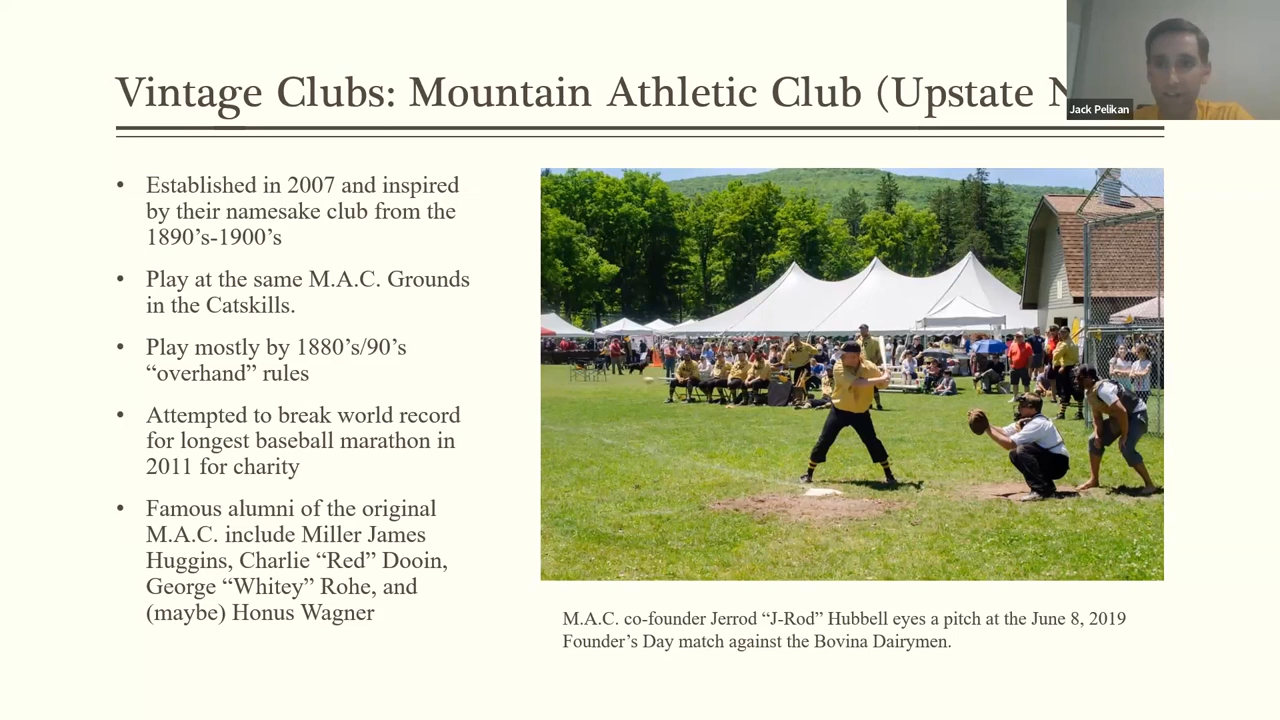 Vintage Clubs: Mountain Athletic Club (Upstate
Jack Pelikan
• Established in 2007 and inspired
by their namesake club from the
1890’s-1900’s
• Play at the same M.A.C. Grounds
in the Catskills.
• Play mostly by 1880’s/90’s
“overhand” rules
• Attempted to break world record
for longest baseball marathon in
2011 for charity
• Famous alumni of the original
M.A.C. include Miller James
Huggins, Charlie “Red” Dooin,
George “Whitey” Rohe, and
(maybe) Honus Wagner
M.A.C. co-founder Jerrod “J-Rod” Hubbell eyes a pitch at the June 8, 2019
Founder’s Day match against the Bovina Dairymen.